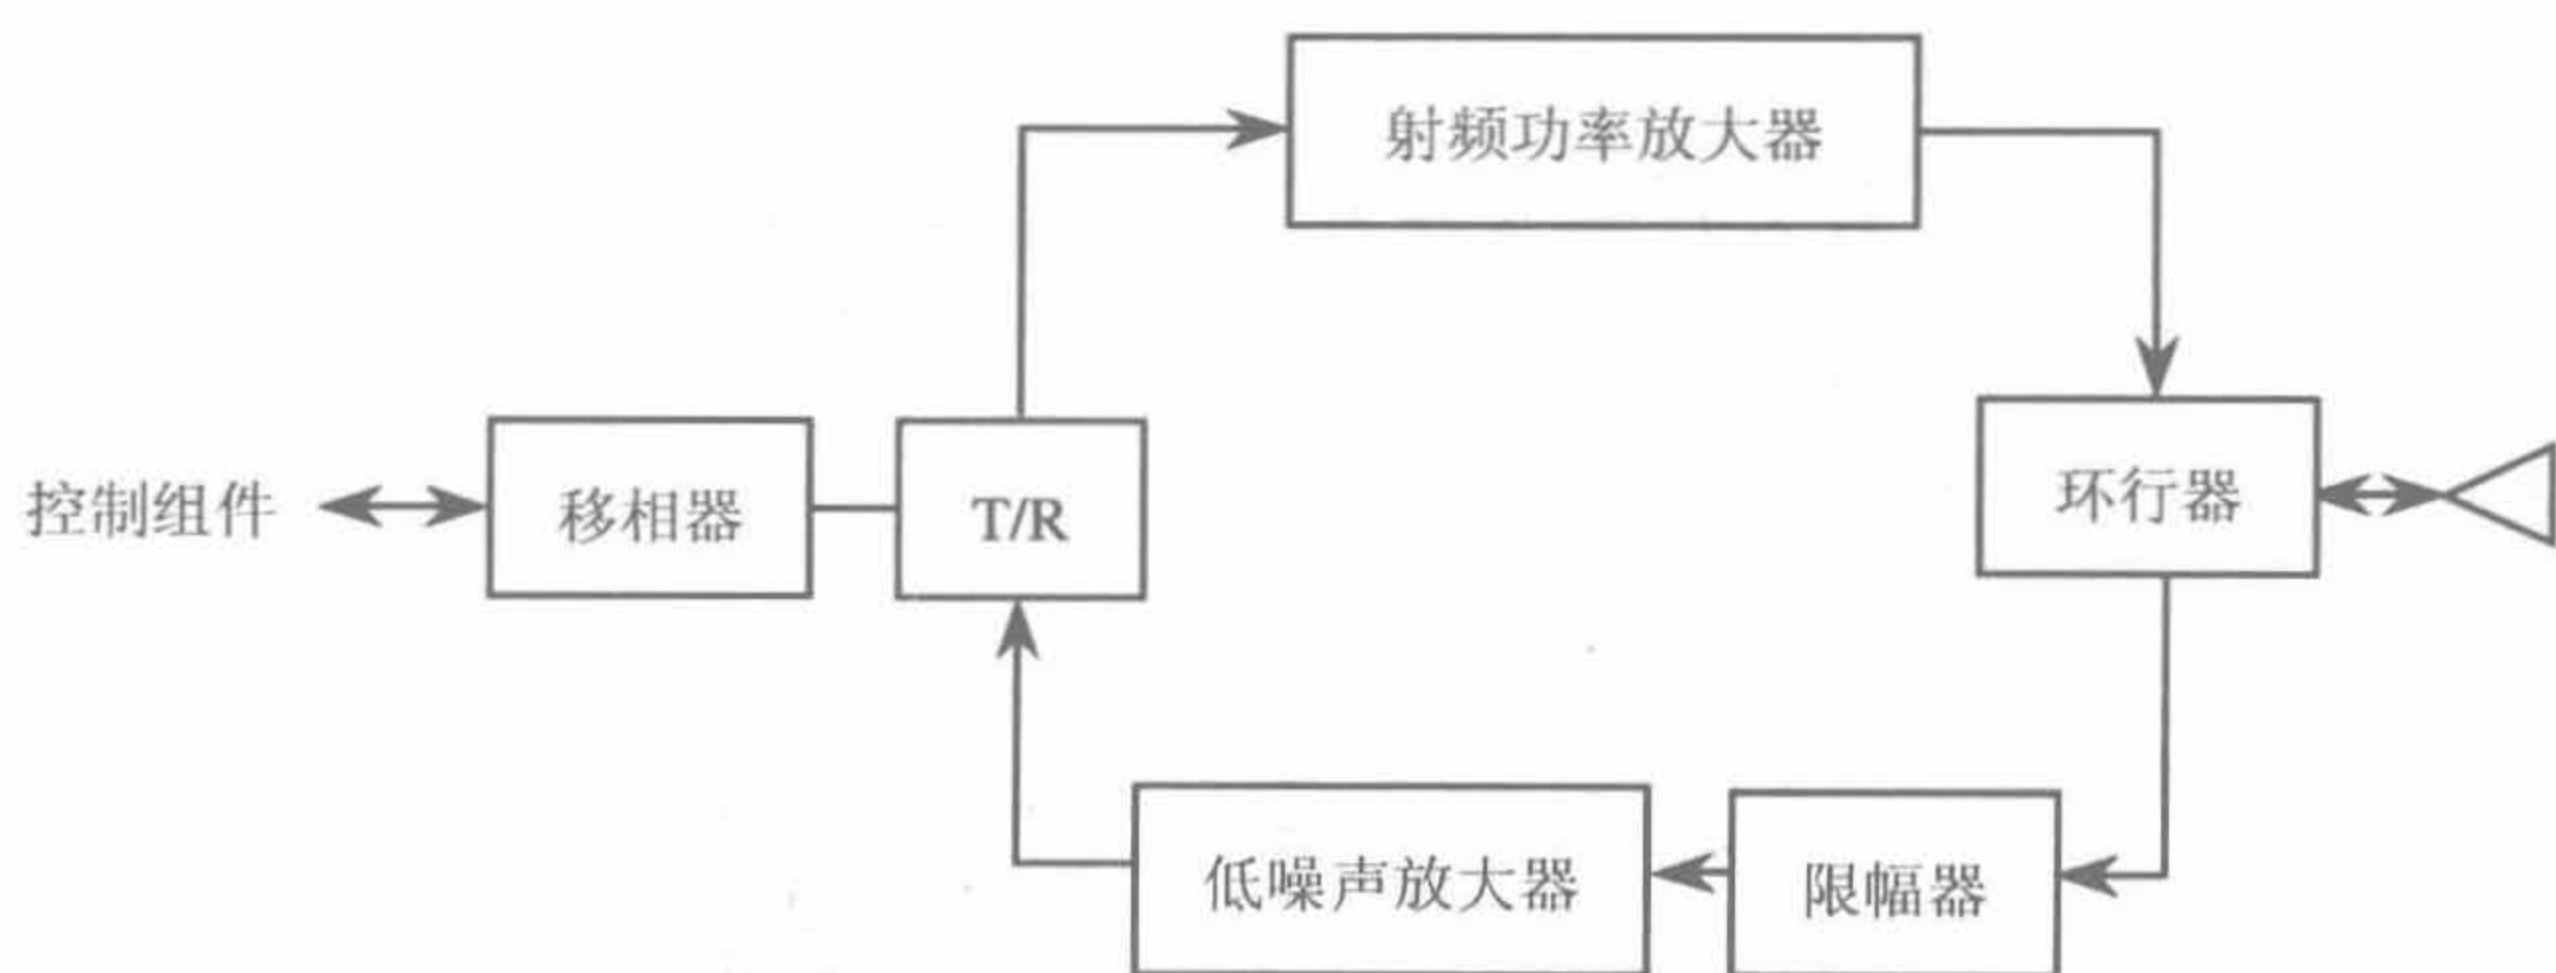 射频功率放大器
控制组件
移相器
T/R
环行器
低噪声放大器
限幅器